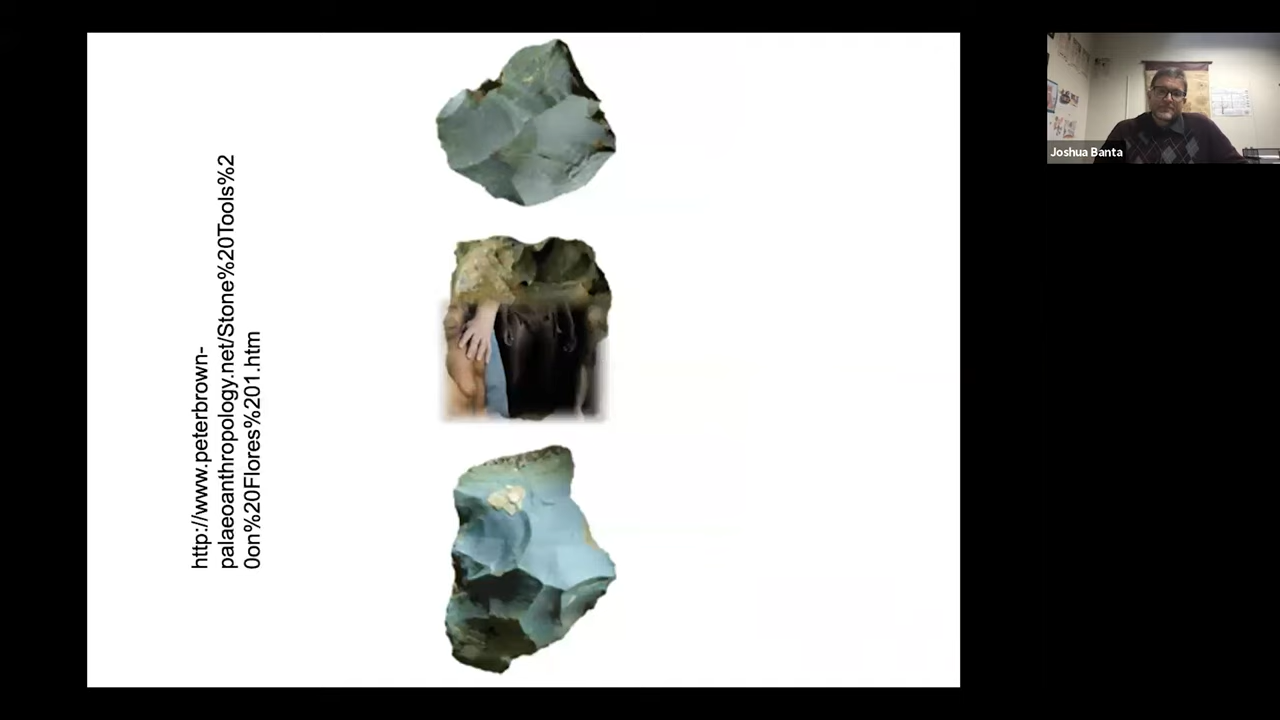 http://www.peterbrown-
palaeoanthropology.net/Stone%20Tools%2
0on%20Flores%201.htm
Joshua Banta